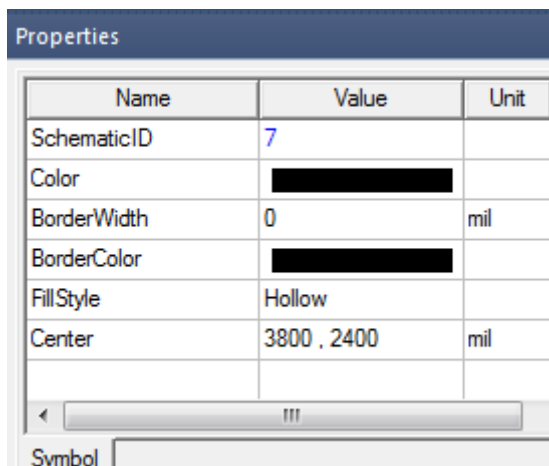 Properties
Name Value Unit
SchematicID 7
Color
BorderWidth 0 mil
BorderColor
FillStyle Hollow
Center 3800 , 2400 mil
Symbol